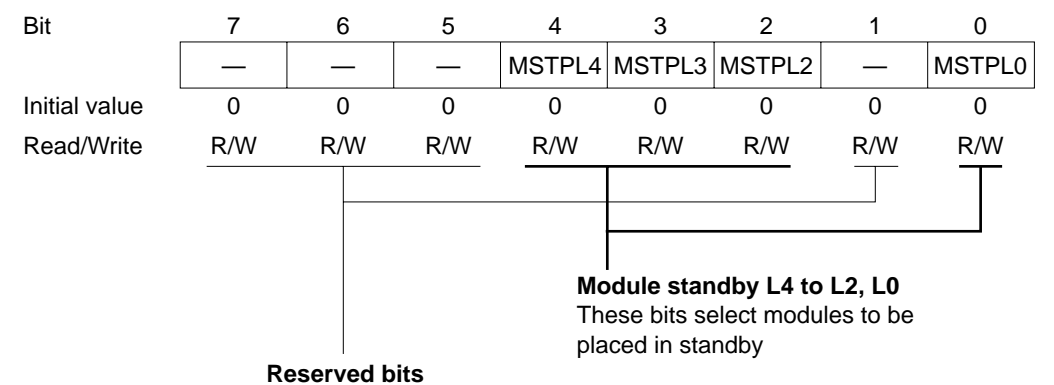 Bit 7 6 5 4 3 2 1 0
— — — MSTPL4 MSTPL3 MSTPL2 — MSTPL0
Initial value 0 0 0 0 0 0 0 0
Read/Write R/W R/W R/W R/W R/W R/W R/W R/W
Module standby L4 to L2, L0
These bits select modules to be
placed in standby
Reserved bits